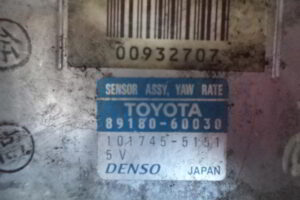 00932707
SENSOR ASSY, YAW RATE
TOYOTA
89180-60030
101745-5151
5V
DENSO JAPAN